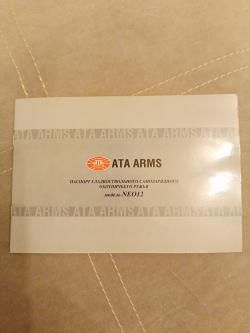 ATA ARMS ATA ARMS ATA ARMS
ATA ATA ARMS
ПАСПОРТ ГЛАДКОСТВОЛЬНОГО САМОЗАРЯДНОГО
ОХОТНИЧЬЕГО РУЖЬЯ
модель NEO12
ATA ARMS ATA ARMS ATA ARMS